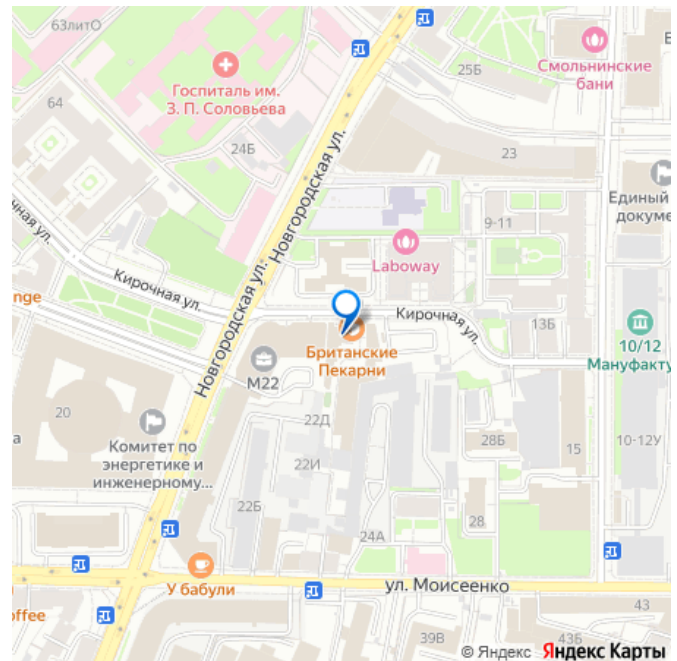 63литО
Госпиталь им.
З. П. Соловьева
25Б
Смольнинские
бани
64
24Б
23
Новгородская ул.
Единый
докуме
9-11
Laboway
чная ул.
Кирочная ул.
nge
Новгородская ул.
Кирочная ул.
13Б
10/12
Мануфакту
Британские
Пекарни
М22
20
а
Комитет по
энергетике и
инженерному...
22Д
22И
28Б
15
10-12У
22Б
28
24А
У бабули
ул. Моисеенко
offee
43
39В
43Б
© Яндекс Яндекс Карты